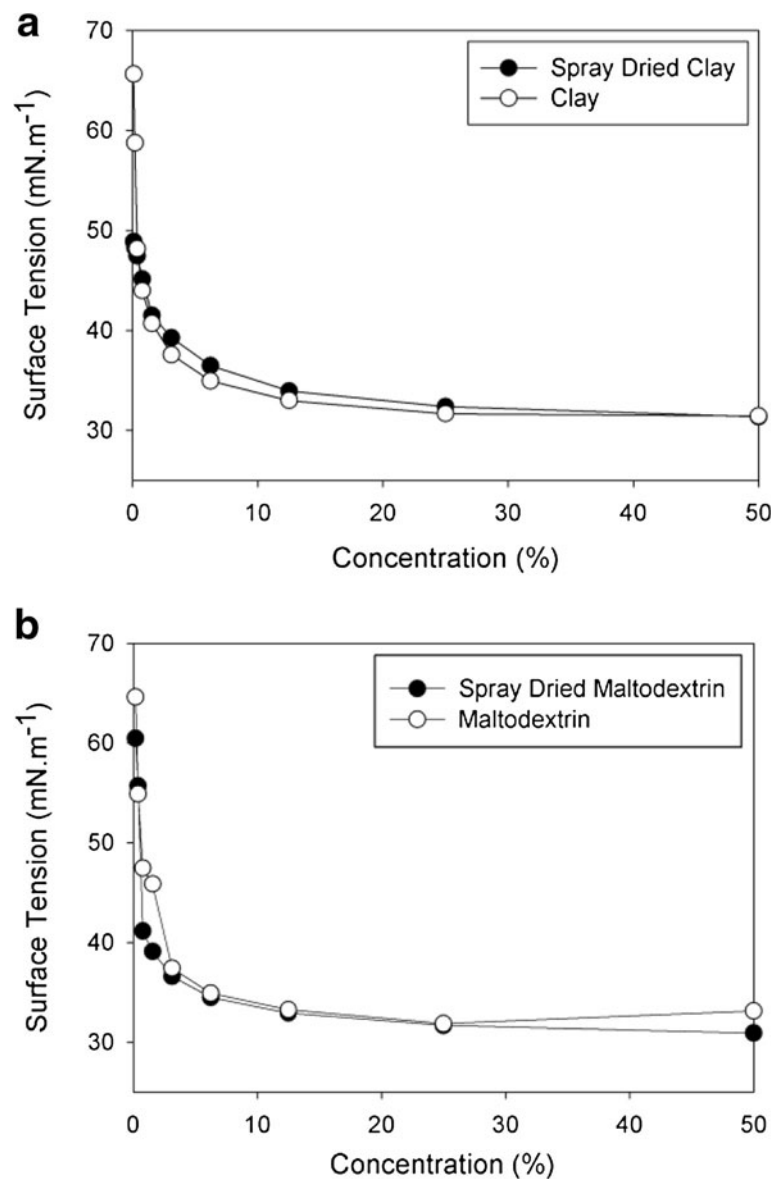 a
Surface Tension (mN.m⁻¹)
70
60
50
40
30
Spray Dried Clay
Clay
0 10 20 30 40 50
Concentration (%)
b
Surface Tension (mN.m⁻¹)
70
60
50
40
30
Spray Dried Maltodextrin
Maltodextrin
0 10 20 30 40 50
Concentration (%)